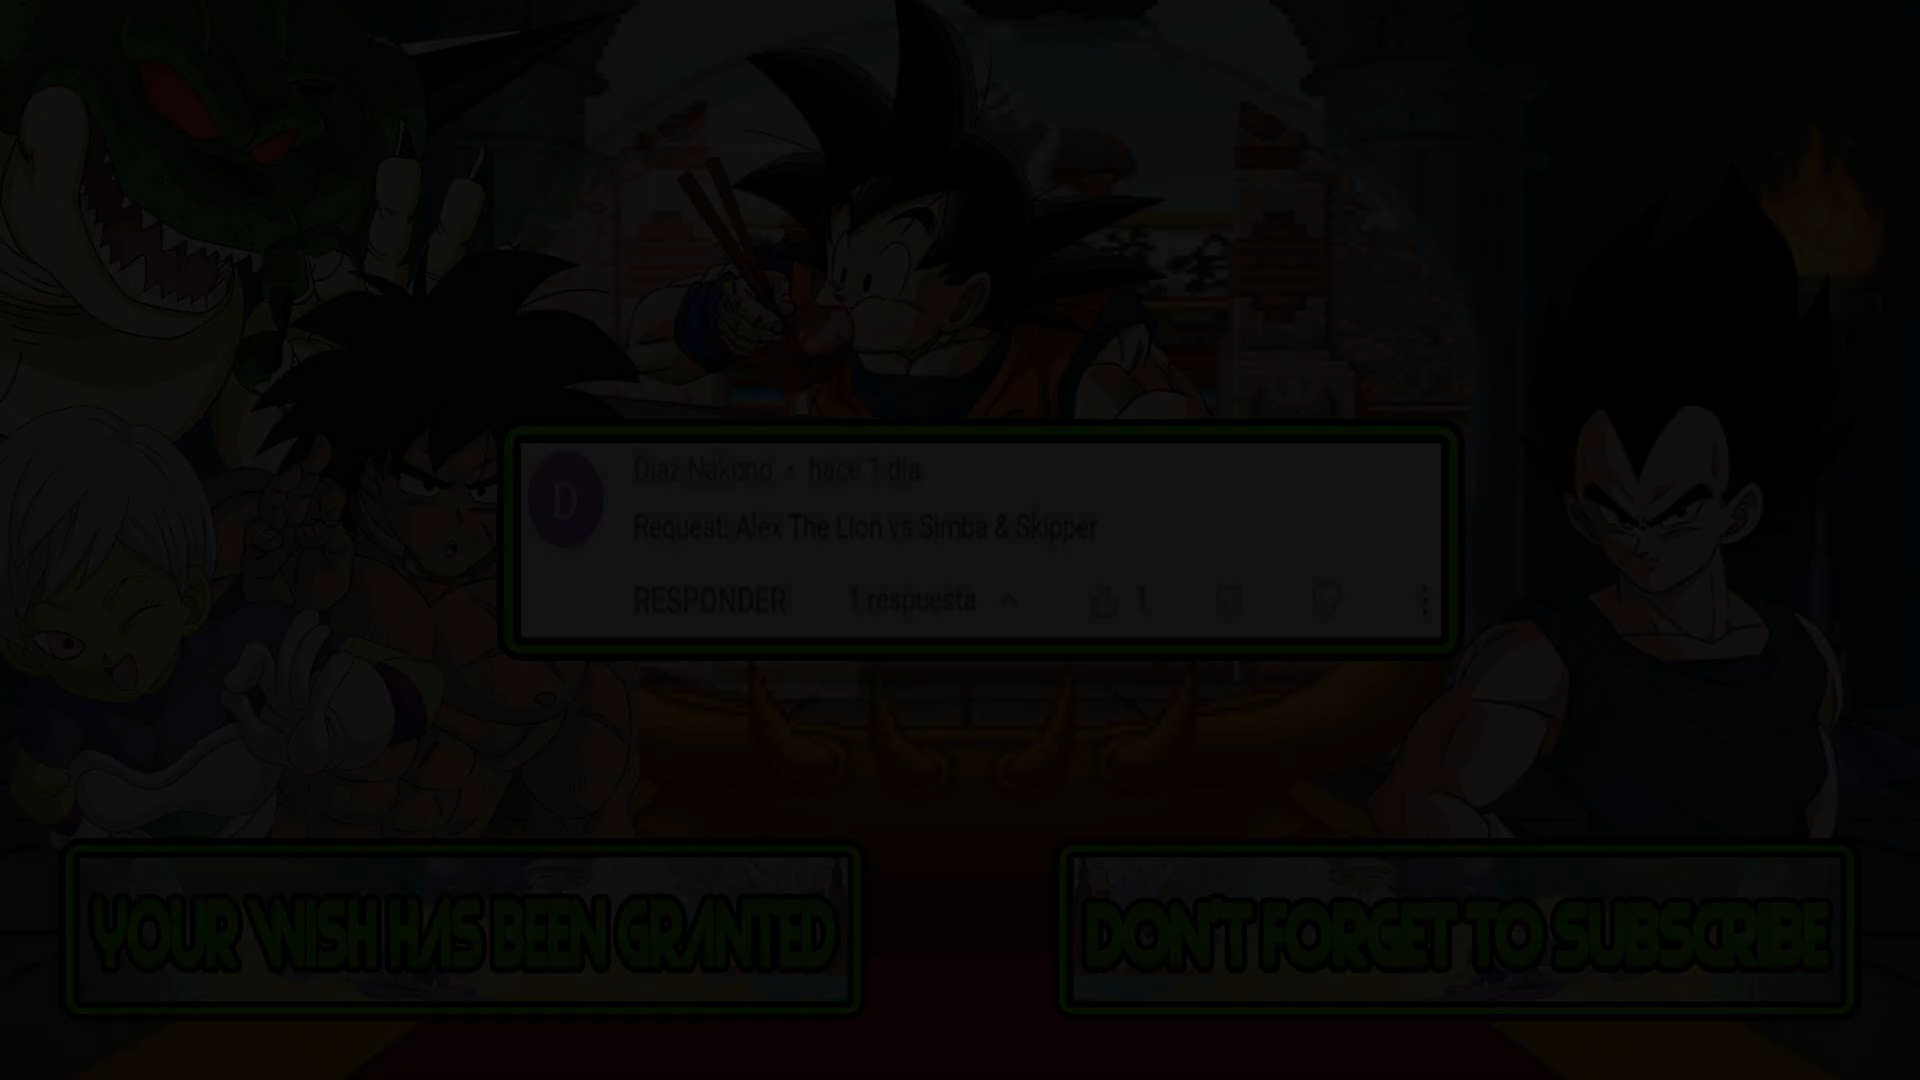 D
Diaz Nakono • hace 1 día
Request: Alex The Lion vs Simba & Skipper
RESPONDER 1 respuesta 1
YOUR WISH HAS BEEN GRANTED
DON'T FORGET TO SUBSCRIBE